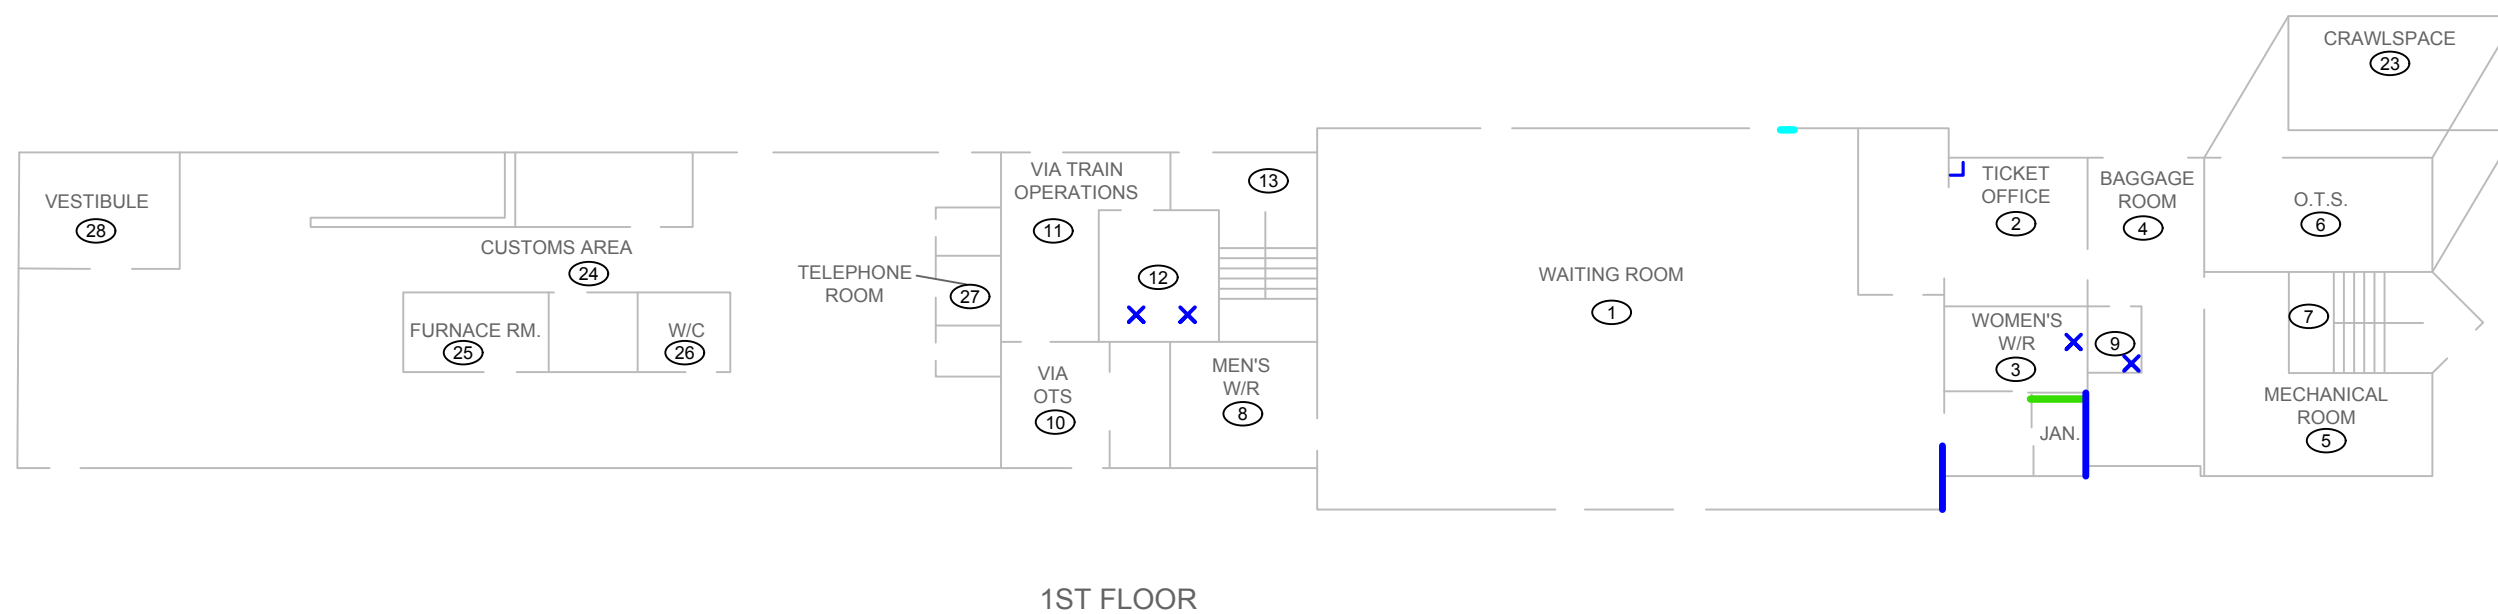 CRAWLSPACE
23
VESTIBULE
28
CUSTOMS AREA
24
FURNACE RM.
25
W/C
26
TELEPHONE
ROOM
27
VIA TRAIN
OPERATIONS
11
12
13
VIA
OTS
10
MEN'S
W/R
8
WAITING ROOM
1
TICKET
OFFICE
2
WOMEN'S
W/R
3
JAN.
BAGGAGE
ROOM
4
9
O.T.S.
6
7
MECHANICAL
ROOM
5
1ST FLOOR